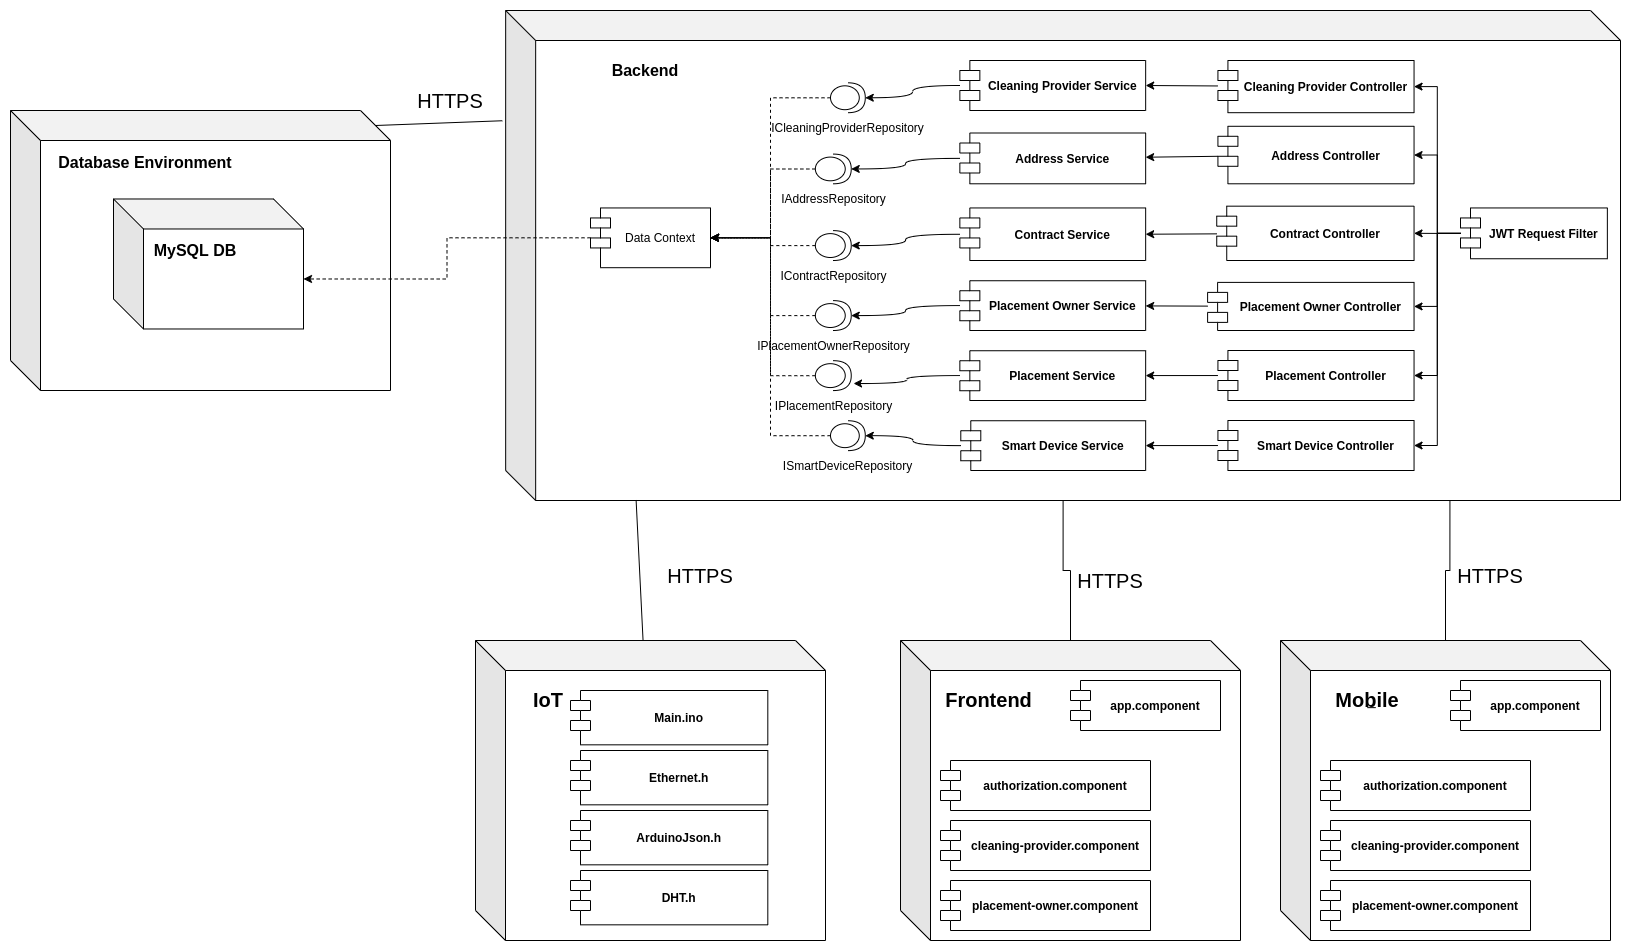 HTTPS
Database Environment
MySQL DB
Backend
Data Context
ICleaningProviderRepository
IAddressRepository
IContractRepository
IPlacementOwnerRepository
IPlacementRepository
ISmartDeviceRepository
Cleaning Provider Service
Address Service
Contract Service
Placement Owner Service
Placement Service
Smart Device Service
Cleaning Provider Controller
Address Controller
Contract Controller
Placement Owner Controller
Placement Controller
Smart Device Controller
JWT Request Filter
HTTPS
HTTPS
HTTPS
IoT
Main.ino
Ethernet.h
ArduinoJson.h
DHT.h
Frontend
app.component
authorization.component
cleaning-provider.component
placement-owner.component
Mobile
app.component
authorization.component
cleaning-provider.component
placement-owner.component